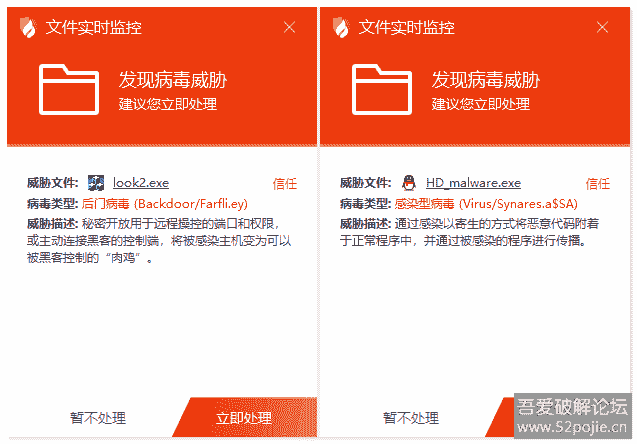 文件实时监控
发现病毒威胁
建议您立即处理
威胁文件: look2.exe 信任
病毒类型: 后门病毒 (Backdoor/Farfli.ey)
威胁描述: 秘密开放用于远程操控的端口和权限，
或主动连接黑客的控制端，将被感染主机变为可以
被黑客控制的“肉鸡”。
暂不处理 立即处理
文件实时监控
发现病毒威胁
建议您立即处理
威胁文件: HD_malware.exe 信任
病毒类型: 感染型病毒 (Virus/Synares.a$SA)
威胁描述: 通过感染以寄生的方式将恶意代码附着
于正常程序中，并通过被感染的程序进行传播。
暂不处理
吾爱破解论坛
www.52pojie.cn